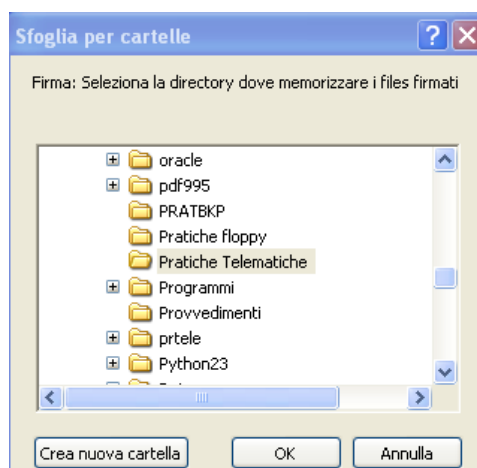 Sfoglia per cartelle
Firma: Seleziona la directory dove memorizzare i files firmati
oracle
pdf995
PRATBKP
Pratiche floppy
Pratiche Telematiche
Programmi
Provvedimenti
prtele
Python23
Crea nuova cartella OK Annulla